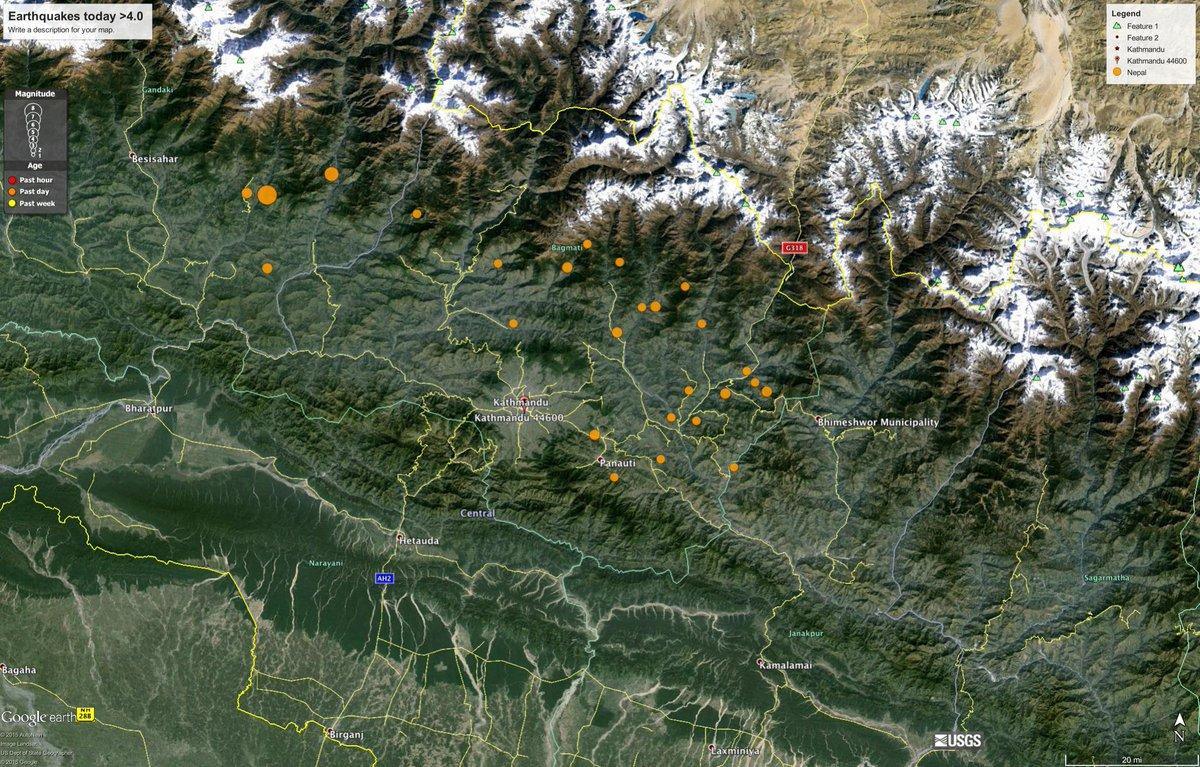 Earthquakes today >4.0
Write a description for your map.
Legend
Feature 1
Feature 2
Kathmandu
Kathmandu 44600
Nepal
Gandaki
Magnitude
8
7
6
5
4
3
2
1
Age
Past hour
Past day
Past week
Besisahar
Bagmati
G318
Kathmandu
Kathmandu 44600
Bharatpur
Bhimeshwor Municipality
Panauti
Central
Hetauda
Narayani
AH2
Sagarmatha
Janakpur
Kamalamai
Bagaha
Google earth
NH
28B
© 2015 AutoNavi
Image Landsat
US Dept of State Geographer
© 2015 Google
Birganj
Laxminiya
USGS
N
20 mi